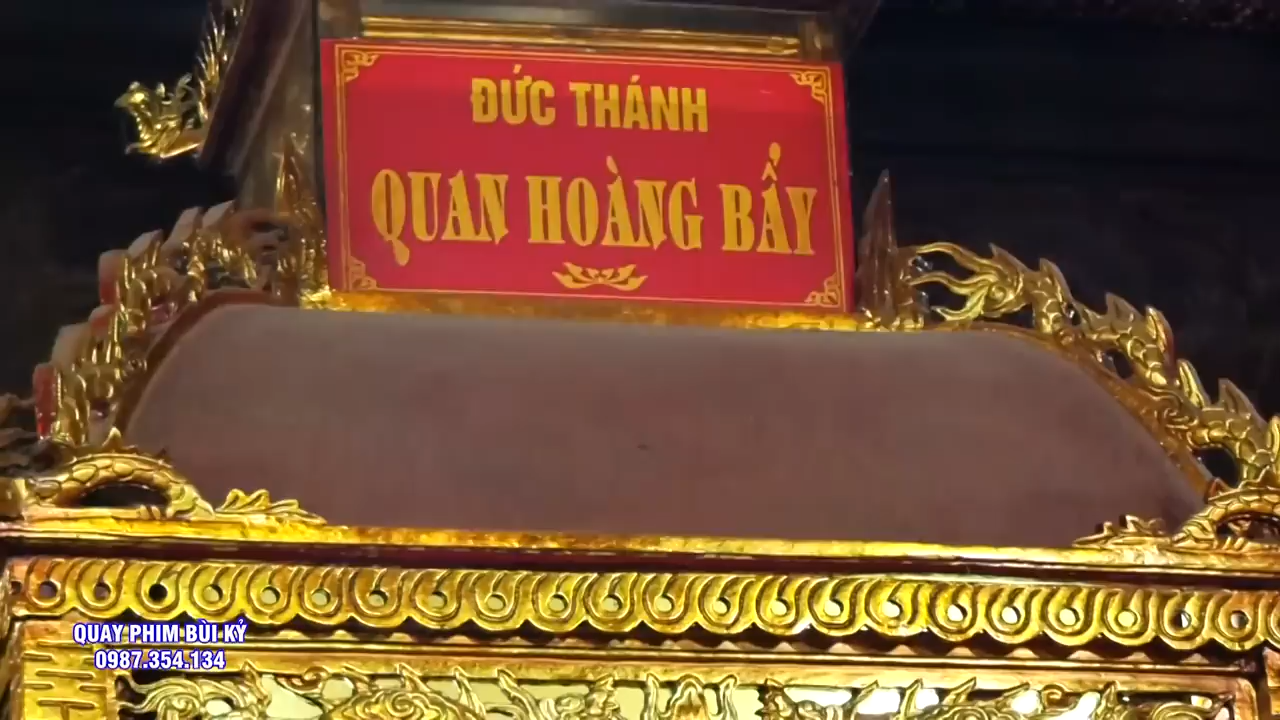 ĐỨC THÁNH
QUAN HOÀNG BẨY
QUAY PHIM BÙI KỶ
0987.354.134